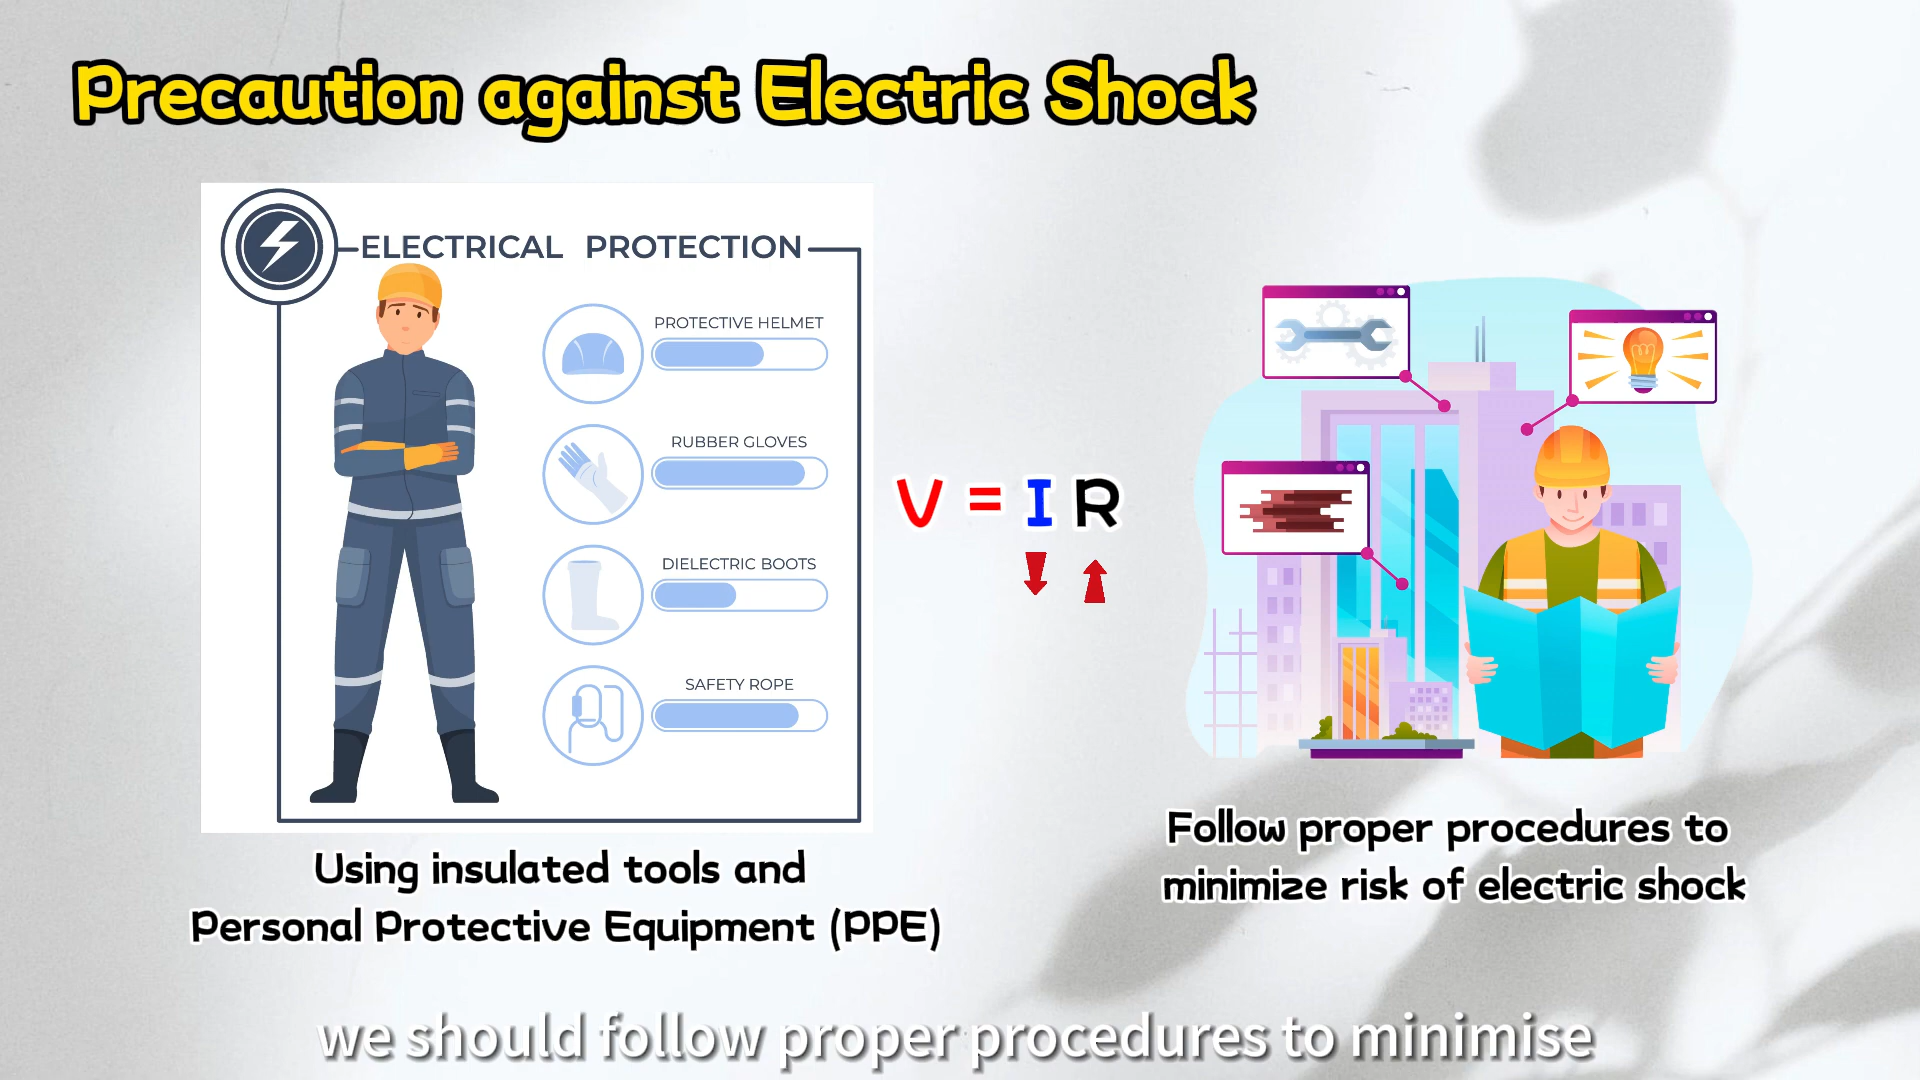 Precaution against Electric Shock
ELECTRICAL PROTECTION
PROTECTIVE HELMET
RUBBER GLOVES
DIELECTRIC BOOTS
SAFETY ROPE
Using insulated tools and
Personal Protective Equipment (PPE)
V = I R
Follow proper procedures to
minimize risk of electric shock
we should follow proper procedures to minimise